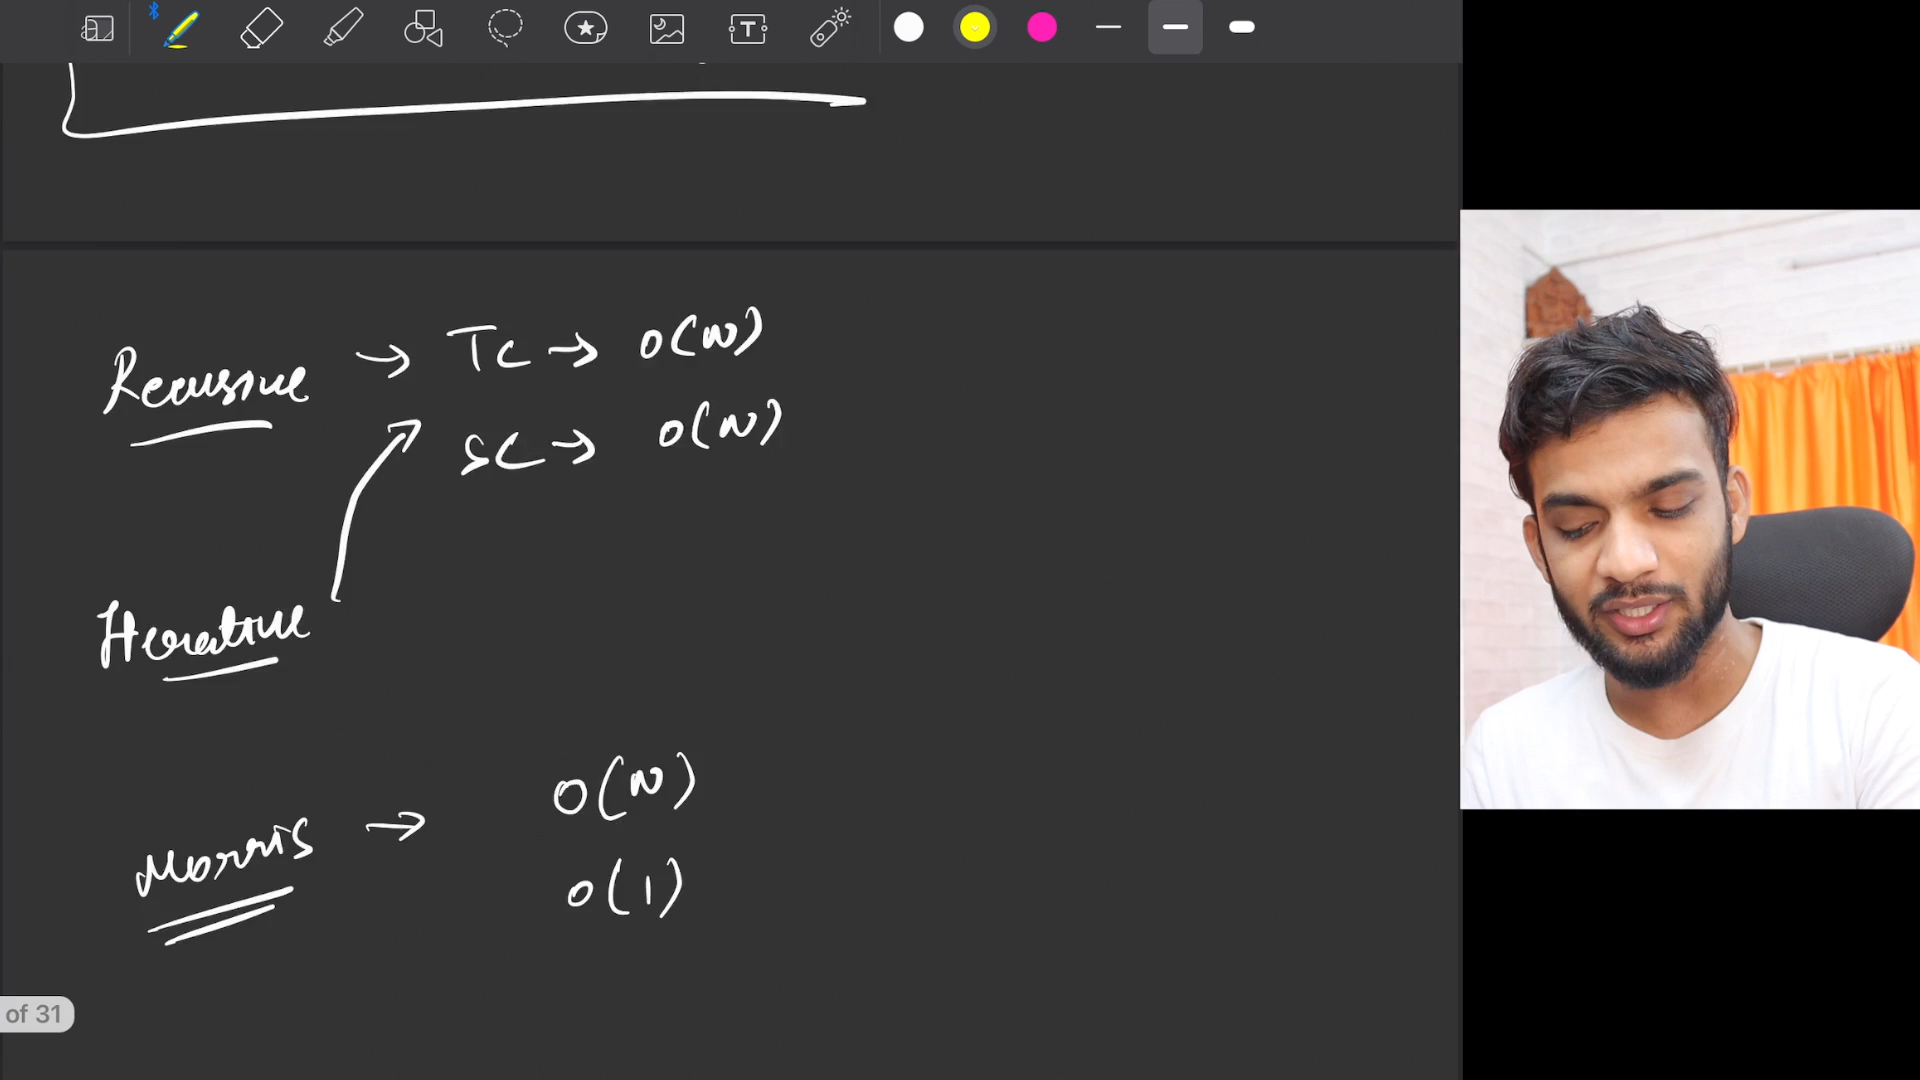 Recursive → TC → O(N)
SC → O(N)
Iterative
Morris → O(N)
O(1)
of 31